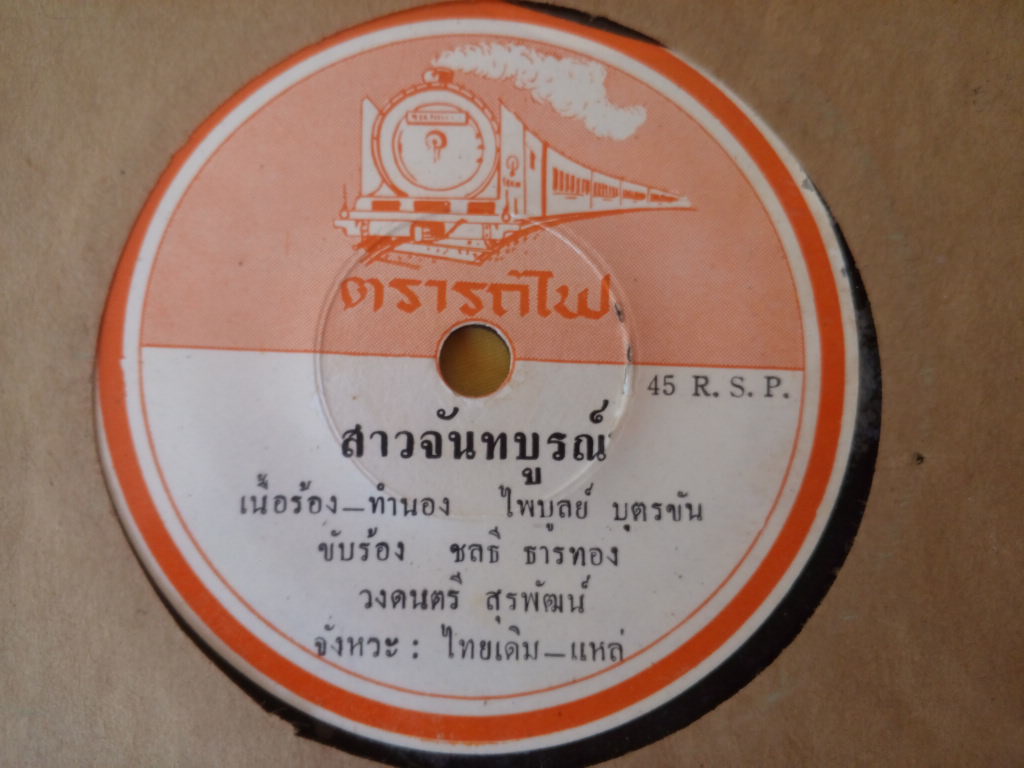 ตรารถไฟ
45 R. S. P.
สาวจันทบูรณ์
เนื้อร้อง—ทำนอง ไพบูลย์ บุตรขัน
ขับร้อง ชลธี ธารทอง
วงดนตรี สุรพัฒน์
จังหวะ : ไทยเดิม—แหล่